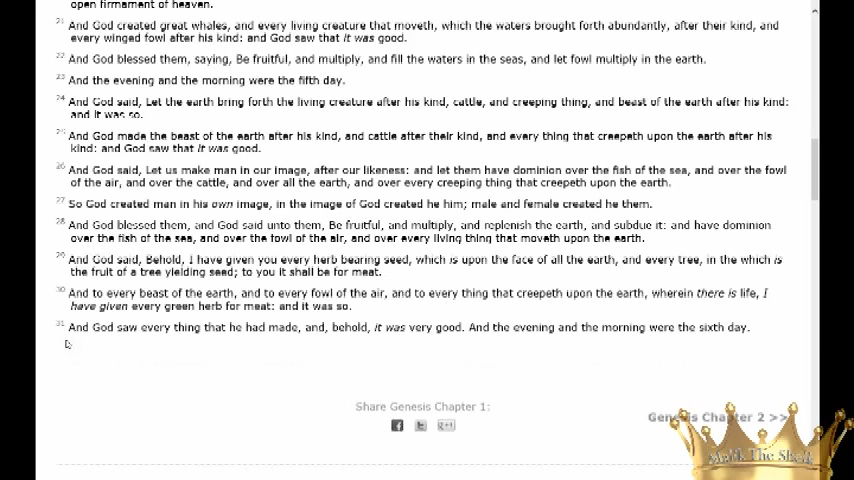 open firmament of heaven.
21 And God created great whales, and every living creature that moveth, which the waters brought forth abundantly, after their kind, and
every winged fowl after his kind: and God saw that it was good.
22 And God blessed them, saying, Be fruitful, and multiply, and fill the waters in the seas, and let fowl multiply in the earth.
23 And the evening and the morning were the fifth day.
24 And God said, Let the earth bring forth the living creature after his kind, cattle, and creeping thing, and beast of the earth after his kind:
and it was so.
25 And God made the beast of the earth after his kind, and cattle after their kind, and every thing that creepeth upon the earth after his
kind: and God saw that it was good.
26 And God said, Let us make man in our image, after our likeness: and let them have dominion over the fish of the sea, and over the fowl
of the air, and over the cattle, and over all the earth, and over every creeping thing that creepeth upon the earth.
27 So God created man in his own image, in the image of God created he him; male and female created he them.
28 And God blessed them, and God said unto them, Be fruitful, and multiply, and replenish the earth, and subdue it: and have dominion
over the fish of the sea, and over the fowl of the air, and over every living thing that moveth upon the earth.
29 And God said, Behold, I have given you every herb bearing seed, which is upon the face of all the earth, and every tree, in the which is
the fruit of a tree yielding seed; to you it shall be for meat.
30 And to every beast of the earth, and to every fowl of the air, and to every thing that creepeth upon the earth, wherein there is life, I
have given every green herb for meat: and it was so.
31 And God saw every thing that he had made, and, behold, it was very good. And the evening and the morning were the sixth day.
Share Genesis Chapter 1:
Genesis Chapter 2 >>
g+1
The